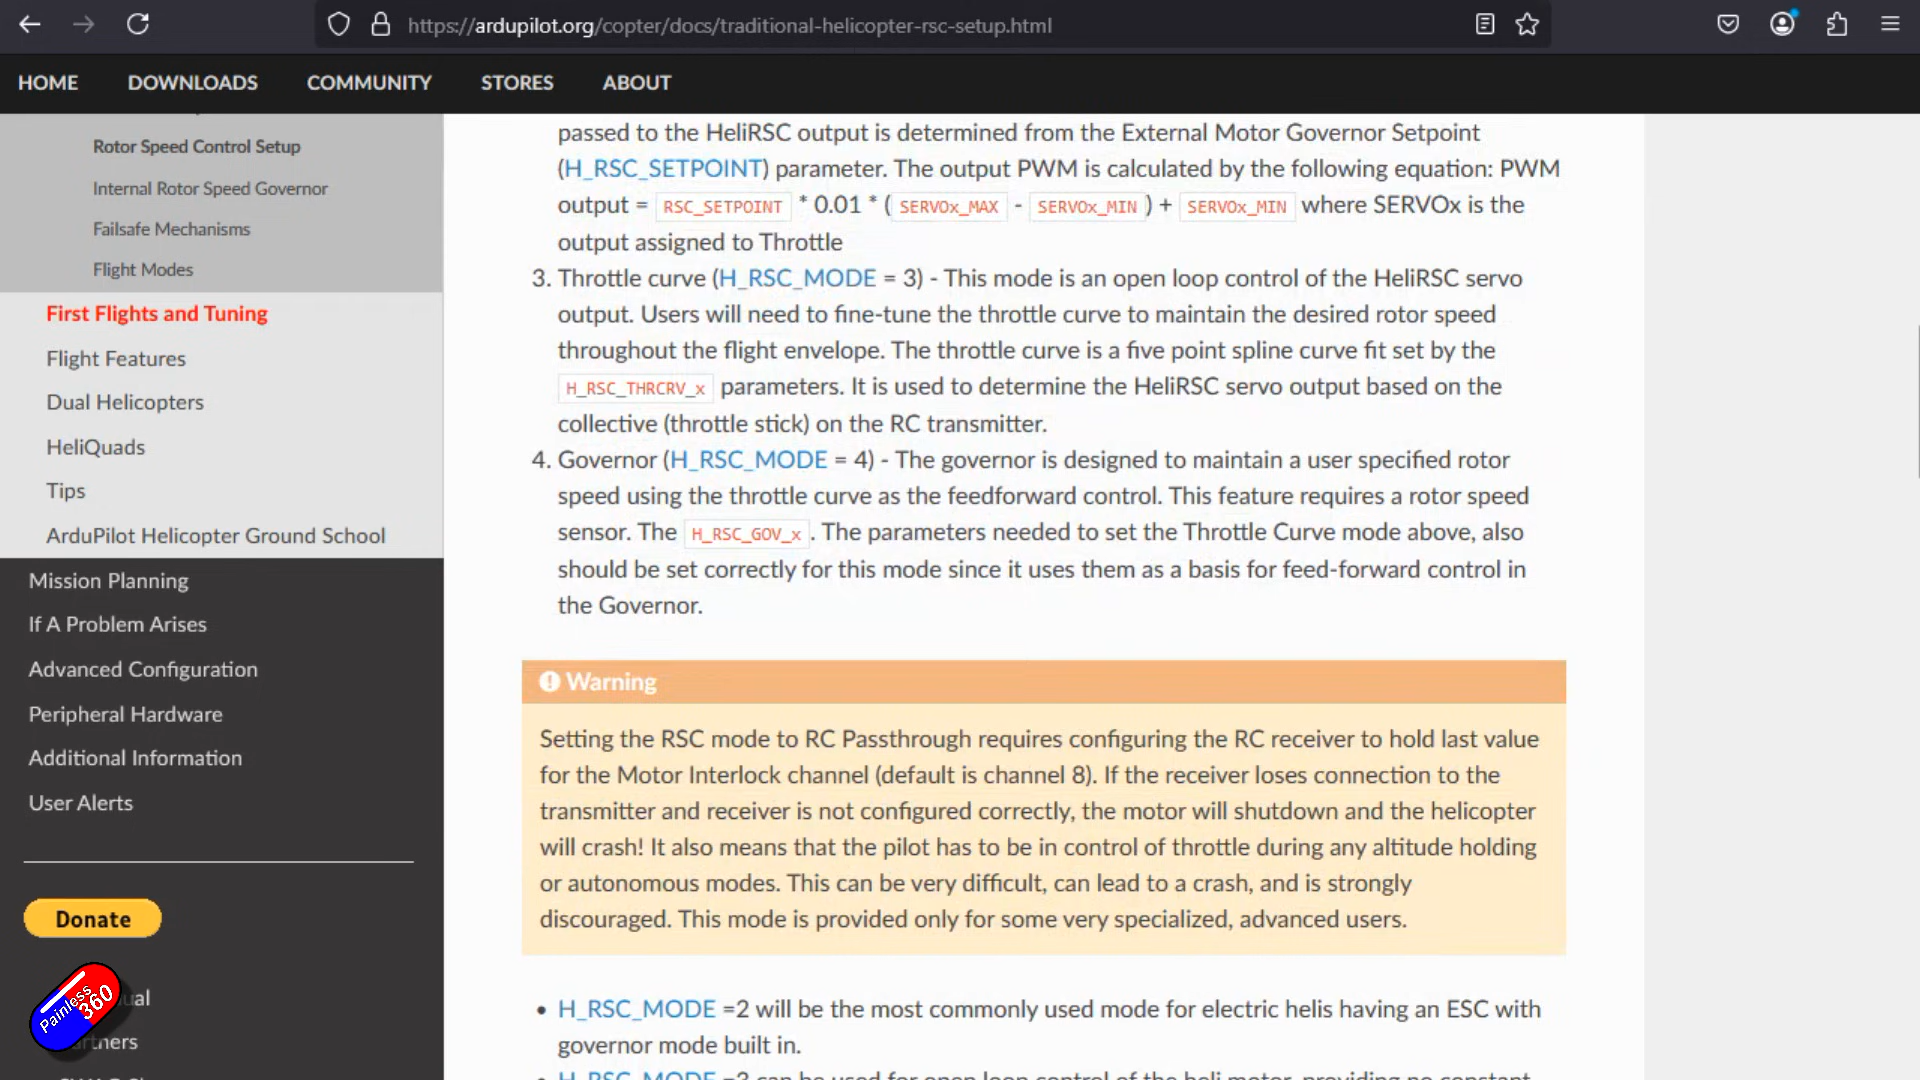 https://ardupilot.org/copter/docs/traditional-helicopter-rsc-setup.html
HOME DOWNLOADS COMMUNITY STORES ABOUT
Rotor Speed Control Setup
Internal Rotor Speed Governor
Failsafe Mechanisms
Flight Modes
First Flights and Tuning
Flight Features
Dual Helicopters
HeliQuads
Tips
ArduPilot Helicopter Ground School
Mission Planning
If A Problem Arises
Advanced Configuration
Peripheral Hardware
Additional Information
User Alerts
Donate
Painless
360
passed to the HeliRSC output is determined from the External Motor Governor Setpoint
(H_RSC_SETPOINT) parameter. The output PWM is calculated by the following equation: PWM
output = RSC_SETPOINT * 0.01 * ( SERVOx_MAX - SERVOx_MIN ) + SERVOx_MIN where SERVOx is the
output assigned to Throttle
3. Throttle curve (H_RSC_MODE = 3) - This mode is an open loop control of the HeliRSC servo
output. Users will need to fine-tune the throttle curve to maintain the desired rotor speed
throughout the flight envelope. The throttle curve is a five point spline curve fit set by the
H_RSC_THRCRV_x parameters. It is used to determine the HeliRSC servo output based on the
collective (throttle stick) on the RC transmitter.
4. Governor (H_RSC_MODE = 4) - The governor is designed to maintain a user specified rotor
speed using the throttle curve as the feedforward control. This feature requires a rotor speed
sensor. The H_RSC_GOV_x . The parameters needed to set the Throttle Curve mode above, also
should be set correctly for this mode since it uses them as a basis for feed-forward control in
the Governor.
Warning
Setting the RSC mode to RC Passthrough requires configuring the RC receiver to hold last value
for the Motor Interlock channel (default is channel 8). If the receiver loses connection to the
transmitter and receiver is not configured correctly, the motor will shutdown and the helicopter
will crash! It also means that the pilot has to be in control of throttle during any altitude holding
or autonomous modes. This can be very difficult, can lead to a crash, and is strongly
discouraged. This mode is provided only for some very specialized, advanced users.
• H_RSC_MODE =2 will be the most commonly used mode for electric helis having an ESC with
governor mode built in.
• H_RSC_MODE =3 can be used for open loop control of the heli motor, providing no constant